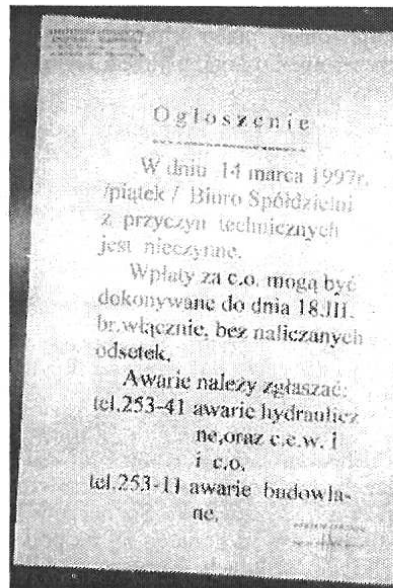 Ogłoszenie
W dniu 14 marca 1997r.
/piątek / Biuro Spółdzielni
z przyczyn technicznych
jest nieczynne.
Wpłaty za c.o. mogą być
dokonywane do dnia 18.III.
br.włącznie, bez naliczanych
odsetek.
Awarie należy zgłaszać:
tel.253-41 awarie hydraulicz
ne,oraz c.c.w. i
i c.o.
tel.253-11 awarie budowla-
ne.